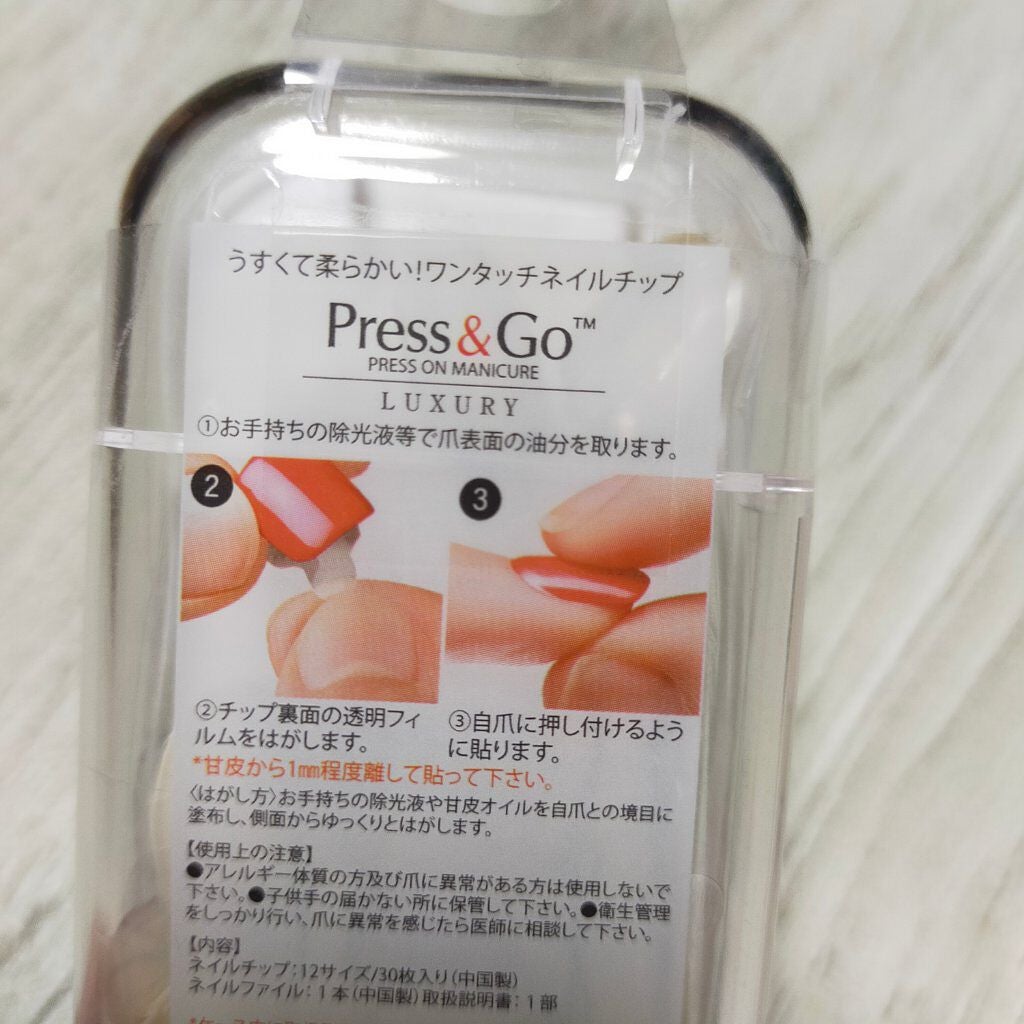 うすくて柔らかい!ワンタッチネイルチップ
Press&Go™
PRESS ON MANICURE
LUXURY
①お手持ちの除光液等で爪表面の油分を取ります。
2
3
②チップ裏面の透明フィ
ルムをはがします。
③自爪に押し付けるよう
に貼ります。
*甘皮から1㎜程度離して貼って下さい。
〈はがし方〉お手持ちの除光液や甘皮オイルを自爪との境目に
塗布し、側面からゆっくりとはがします。
【使用上の注意】
●アレルギー体質の方及び爪に異常がある方は使用しないで
下さい。●子供手の届かない所に保管して下さい。●衛生管理
をしっかり行い、爪に異常を感じたら医師に相談して下さい。
【内容】
ネイルチップ:12サイズ/30枚入り(中国製)
ネイルファイル:1本(中国製)取扱説明書:1部